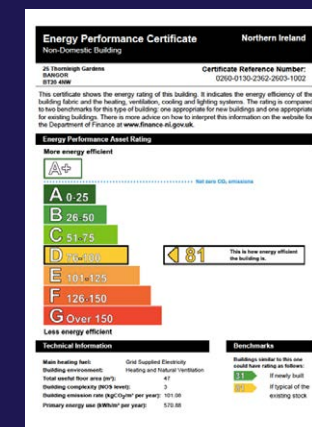 Energy Performance Certificate
Northern Ireland
Non-Domestic Building
25 Thornleigh Gardens
BANGOR
BT20 4NW
Certificate Reference Number:
0260-0130-2362-2603-1002
This certificate shows the energy rating of this building. It indicates the energy efficiency of the
building fabric and the heating, ventilation, cooling and lighting systems. The rating is compared
to two benchmarks for this type of building: one appropriate for new buildings and one appropriate
for existing buildings. There is more advice on how to interpret this information on the website for
the Department of Finance at www.finance-ni.gov.uk.
Energy Performance Asset Rating
More energy efficient
A+
Net zero CO₂ emissions
A 0-25
B 26-50
C 51-75
D 76-100
81
This is how energy efficient
the building is.
E 101-125
F 126-150
G Over 150
Less energy efficient
Technical Information
Main heating fuel: Grid Supplied Electricity
Building environment: Heating and Natural Ventilation
Total useful floor area (m²): 47
Building complexity (NOS level): 3
Building emission rate (kgCO₂/m² per year): 101.08
Primary energy use (kWh/m² per year): 570.88
Benchmarks
Buildings similar to this one
could have rating as follows:
If newly built
If typical of the
existing stock